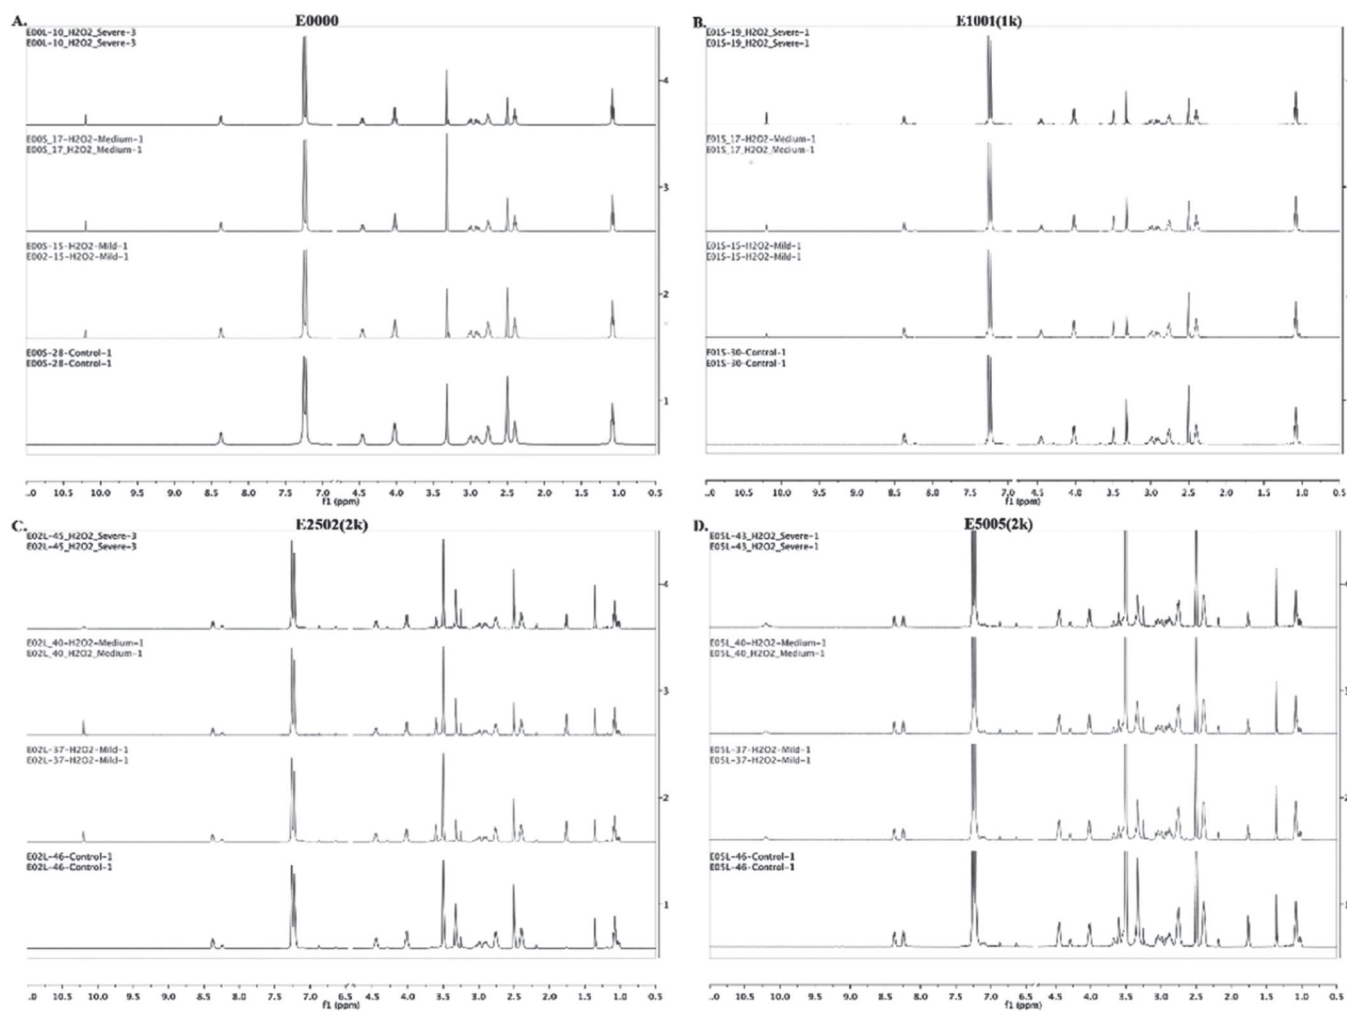 A.
E0000
E00L-10_H2O2_Severe-3
E00L-10_H2O2_Severe-3
4
E00S_17-H2O2-Medium-1
E00S_17_H2O2_Medium-1
3
E00S-15-H2O2-Mild-1
E002-15-H2O2-Mild-1
2
E00S-28-Control-1
E00S-28-Control-1
1
.0 10.5 10.0 9.5 9.0 8.5 8.0 7.5 7.0 4.5 4.0 3.5 3.0 2.5 2.0 1.5 1.0 0.5
f1 (ppm)
B.
E1001(1k)
E01S-19_H2O2_Severe-1
E01S-19_H2O2_Severe-1
E01S_17-H2O2-Medium-1
E01S_17_H2O2_Medium-1
E01S-15-H2O2-Mild-1
E01S-15-H2O2-Mild-1
E01S-30-Control-1
E01S-30-Control-1
.0 10.5 10.0 9.5 9.0 8.5 8.0 7.5 7.0 4.5 4.0 3.5 3.0 2.5 2.0 1.5 1.0 0.5
f1 (ppm)
C.
E2502(2k)
E02L-45_H2O2_Severe-3
E02L-45_H2O2_Severe-3
4
E02L_40-H2O2-Medium-1
E02L_40_H2O2_Medium-1
3
E02L-37-H2O2-Mild-1
E02L-37-H2O2-Mild-1
2
E02L-46-Control-1
E02L-46-Control-1
1
.0 10.5 10.0 9.5 9.0 8.5 8.0 7.5 7.0 6.5 4.5 4.0 3.5 3.0 2.5 2.0 1.5 1.0 0.5
f1 (ppm)
D.
E5005(2k)
E05L-43_H2O2_Severe-1
E05L-43_H2O2_Severe-1
4
E05L_40-H2O2-Medium-1
E05L_40_H2O2_Medium-1
3
E05L-37-H2O2-Mild-1
E05L-37-H2O2-Mild-1
2
E05L-46-Control-1
E05L-46-Control-1
1
.0 10.5 10.0 9.5 9.0 8.5 8.0 7.5 7.0 6.5 4.5 4.0 3.5 3.0 2.5 2.0 1.5 1.0 0.5
f1 (ppm)